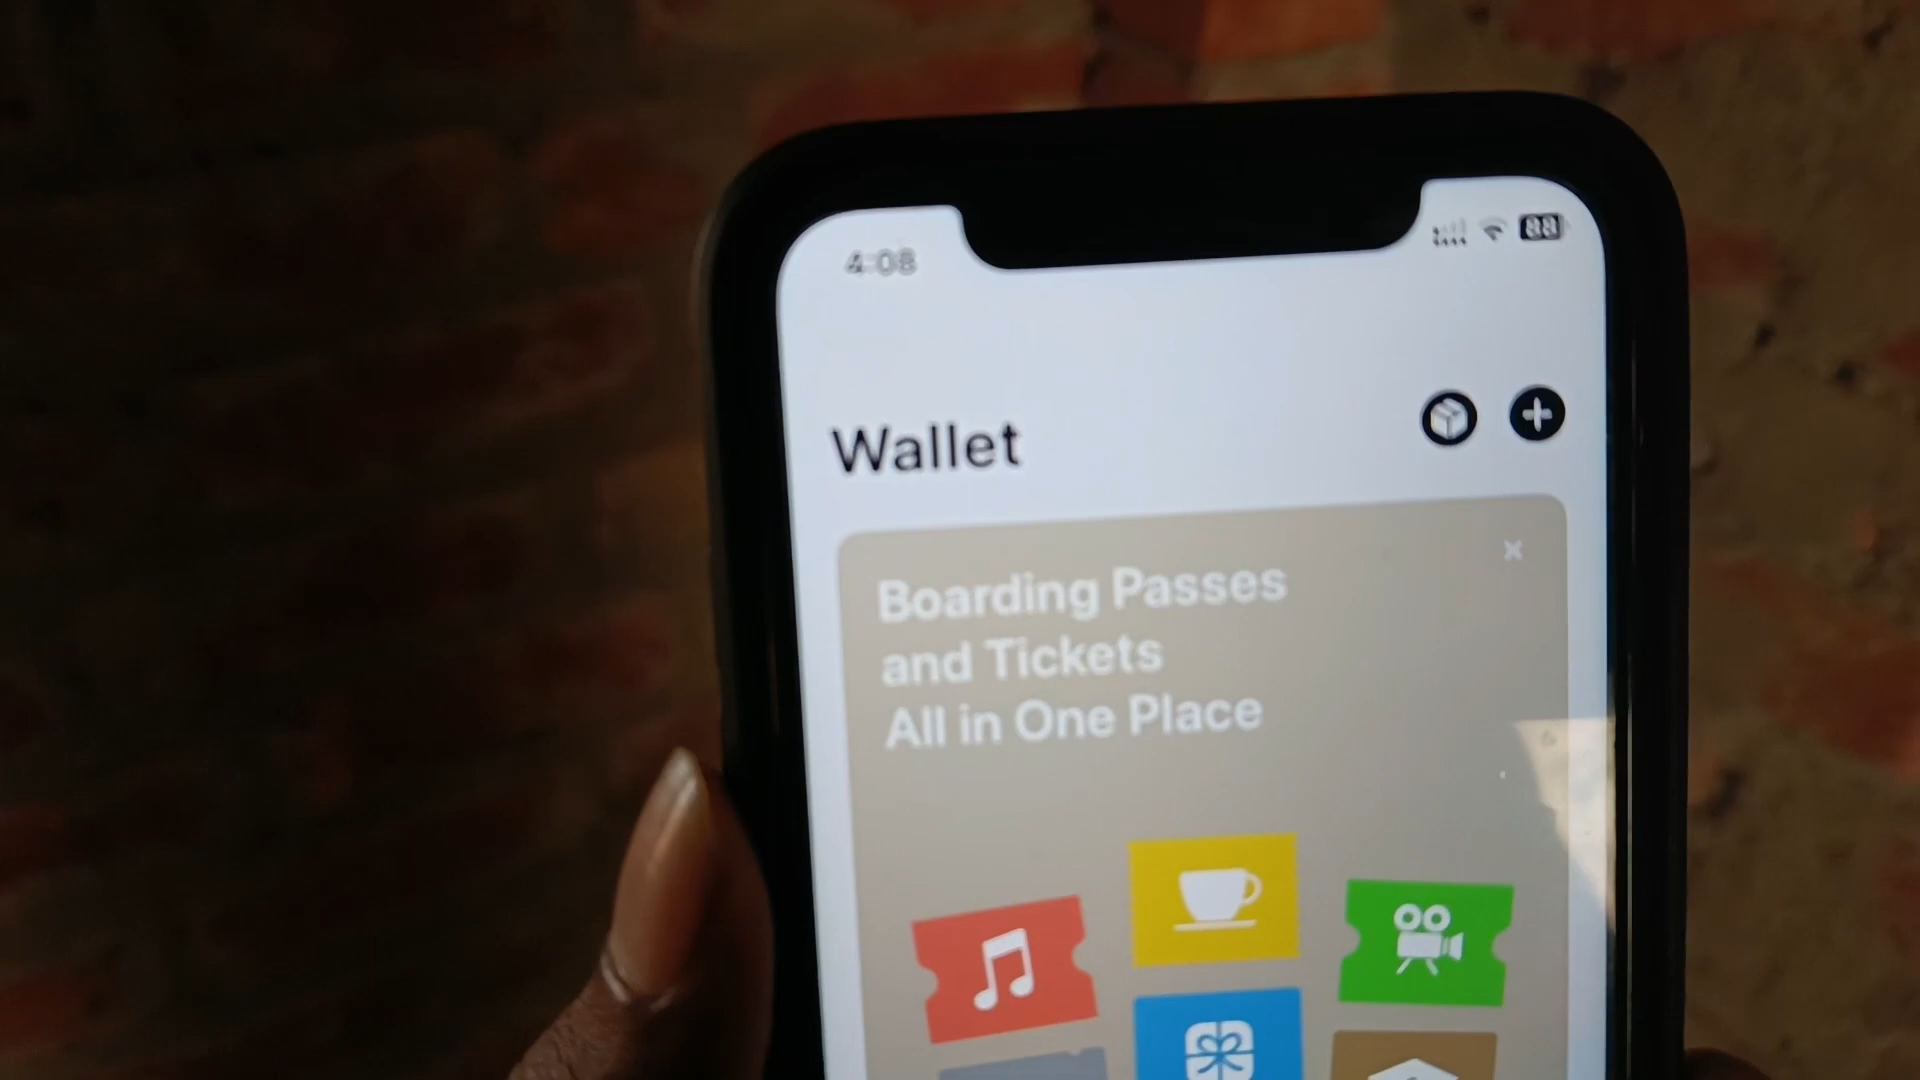 4:08
88
Wallet
Boarding Passes
and Tickets
All in One Place